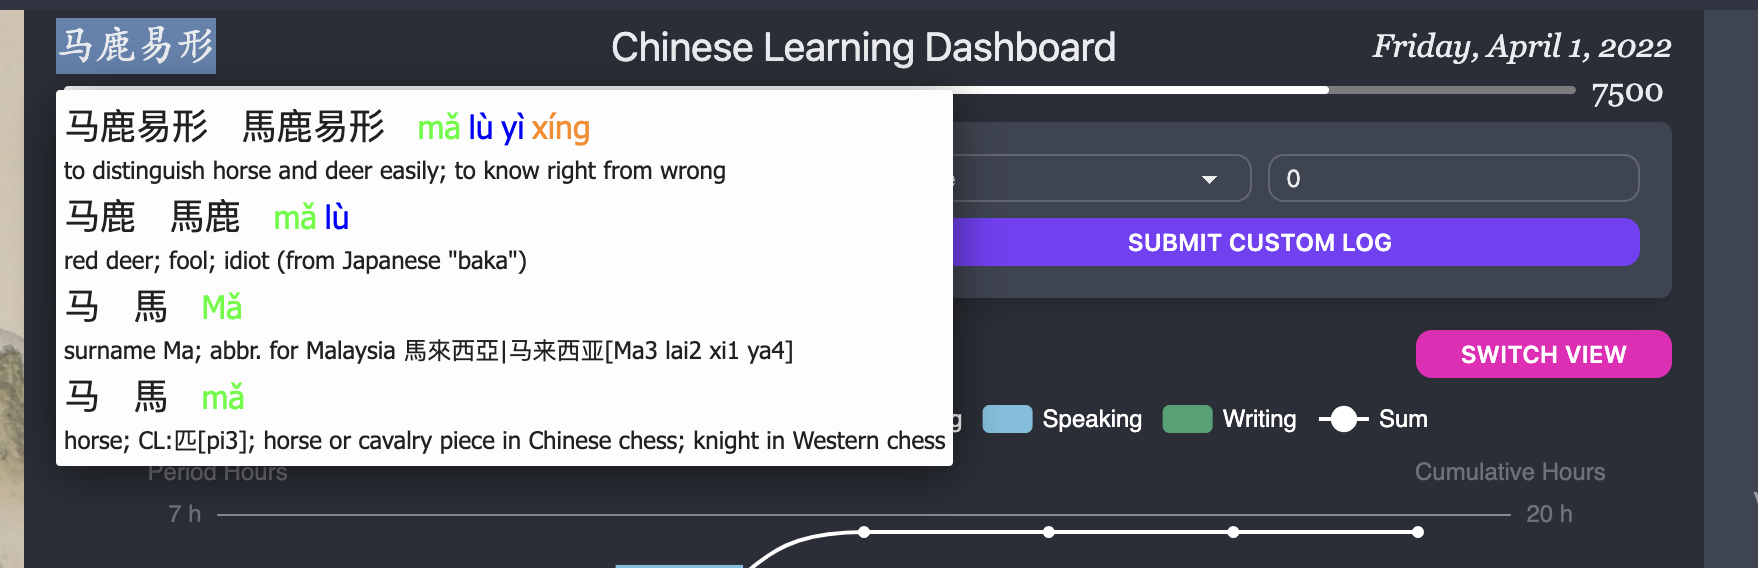 马鹿易形
Chinese Learning Dashboard
Friday, April 1, 2022
7500
马鹿易形 馬鹿易形 mǎ lù yì xíng
to distinguish horse and deer easily; to know right from wrong
马鹿 馬鹿 mǎ lù
red deer; fool; idiot (from Japanese "baka")
马 馬 Mǎ
surname Ma; abbr. for Malaysia 馬來西亞|马来西亚[Ma3 lai2 xi1 ya4]
马 馬 mǎ
horse; CL:匹[pi3]; horse or cavalry piece in Chinese chess; knight in Western chess
0
SUBMIT CUSTOM LOG
SWITCH VIEW
Speaking
Writing
Sum
Period Hours
Cumulative Hours
7 h
20 h